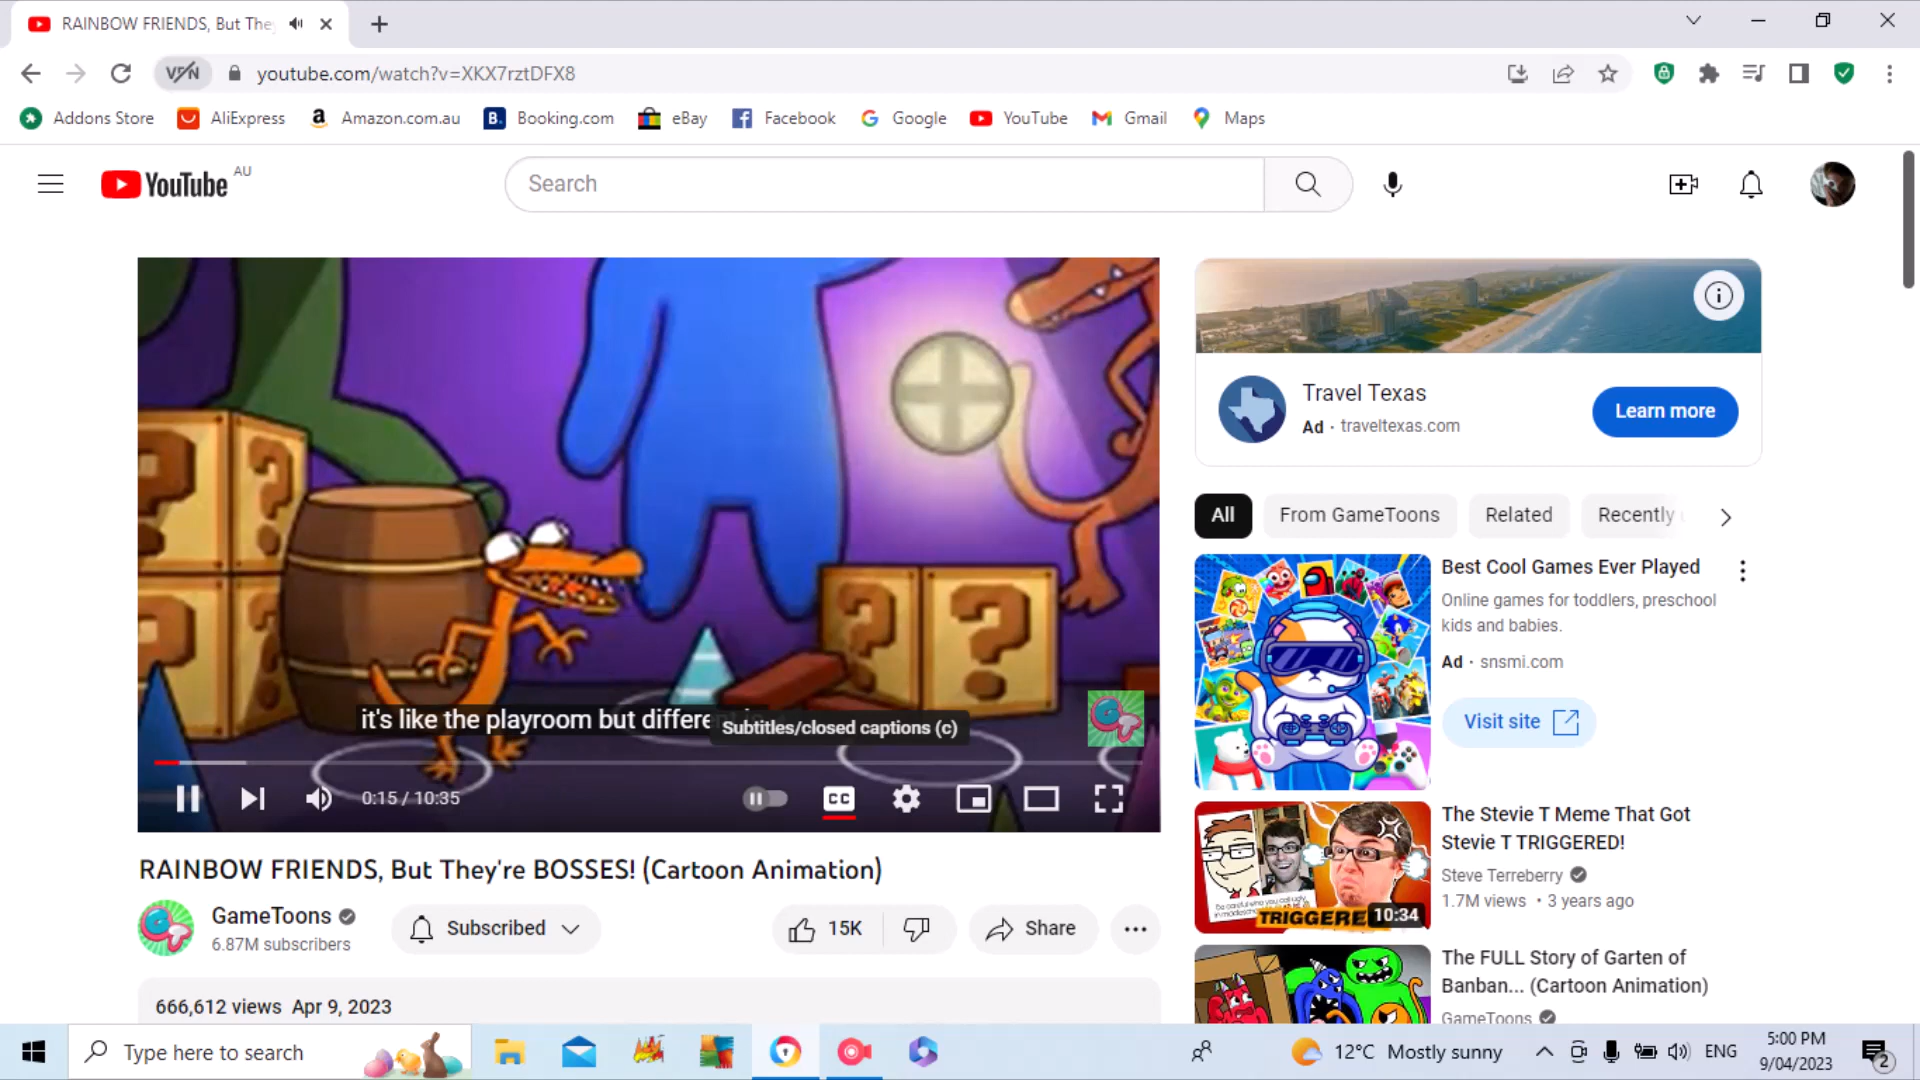 RAINBOW FRIENDS, But The
VPN
youtube.com/watch?v=XKX7rztDFX8
Addons Store AliExpress Amazon.com.au B. Booking.com eBay Facebook Google YouTube Gmail Maps
YouTube AU
Search
it's like the playroom but differe
Subtitles/closed captions (c)
0:15 / 10:35
CC
RAINBOW FRIENDS, But They're BOSSES! (Cartoon Animation)
GameToons
6.87M subscribers
Subscribed
15K
Share
666,612 views Apr 9, 2023
Travel Texas
Ad · traveltexas.com
Learn more
All From GameToons Related Recently
Best Cool Games Ever Played
Online games for toddlers, preschool
kids and babies.
Ad · snsmi.com
Visit site
TRIGGERE
10:34
The Stevie T Meme That Got
Stevie T TRIGGERED!
Steve Terreberry
1.7M views • 3 years ago
The FULL Story of Garten of
Banban... (Cartoon Animation)
GameToons
Type here to search
12°C Mostly sunny
ENG
5:00 PM
9/04/2023
2